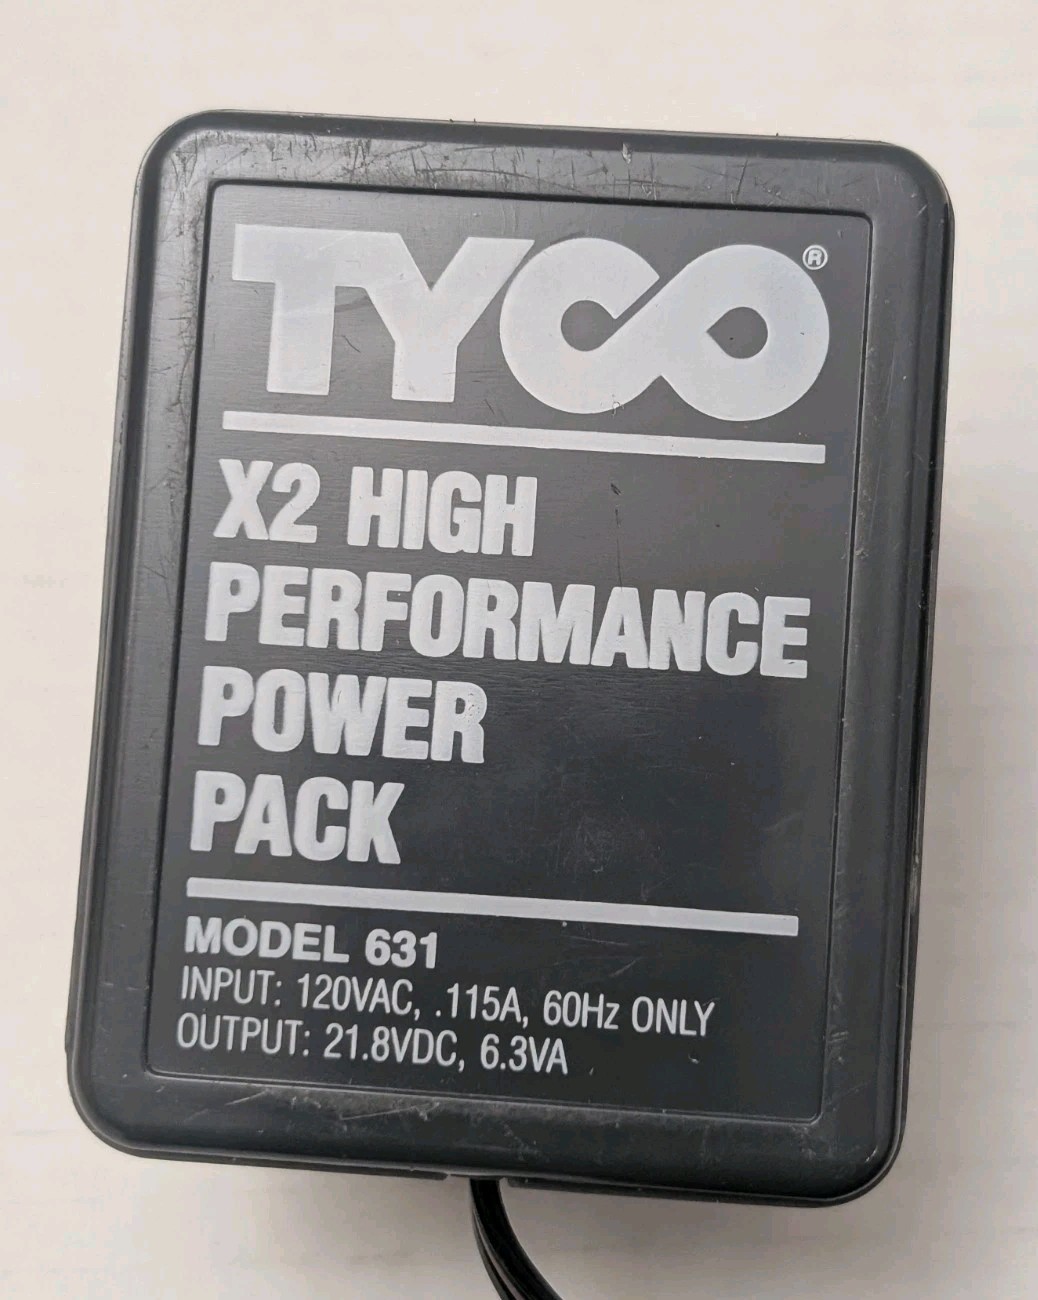 TYCO®
X2 HIGH
PERFORMANCE
POWER
PACK
MODEL 631
INPUT: 120VAC, .115A, 60Hz ONLY
OUTPUT: 21.8VDC, 6.3VA